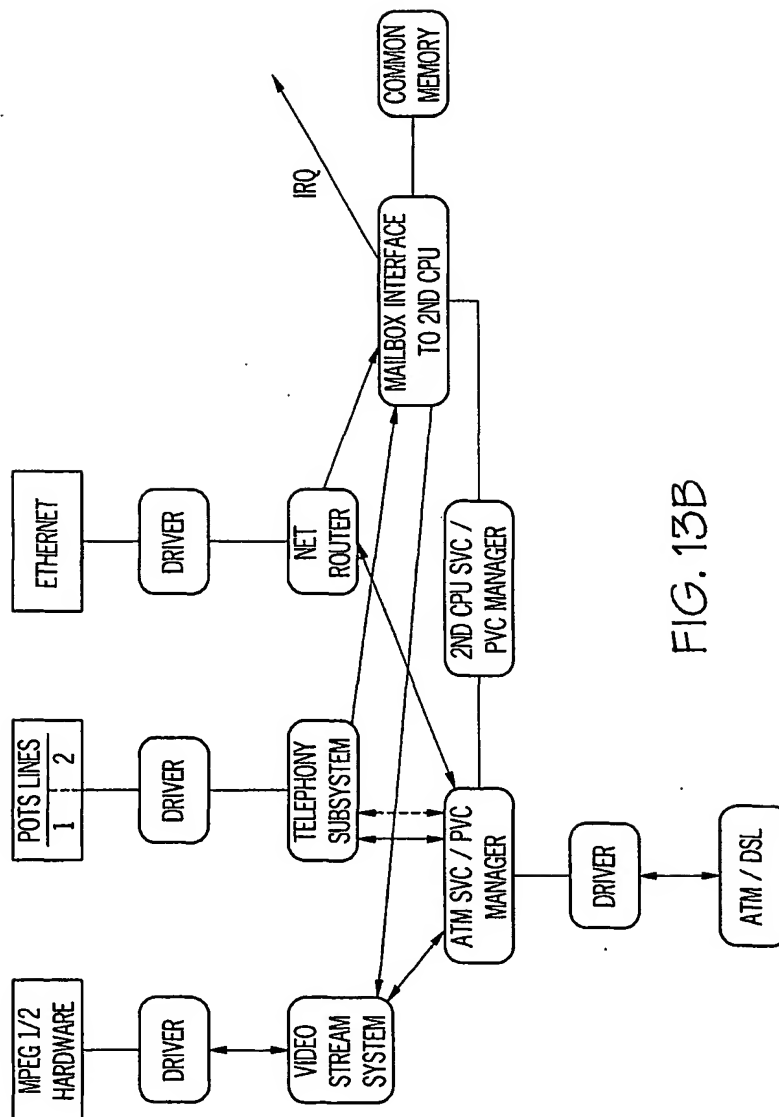 MPEG 1/2
HARDWARE
POTS LINES
1 2
ETHERNET
DRIVER
DRIVER
DRIVER
VIDEO
STREAM
SYSTEM
TELEPHONY
SUBSYSTEM
NET
ROUTER
IRQ
MAILBOX INTERFACE
TO 2ND CPU
COMMON
MEMORY
ATM SVC / PVC
MANAGER
2ND CPU SVC /
PVC MANAGER
DRIVER
ATM / DSL
FIG. 13B